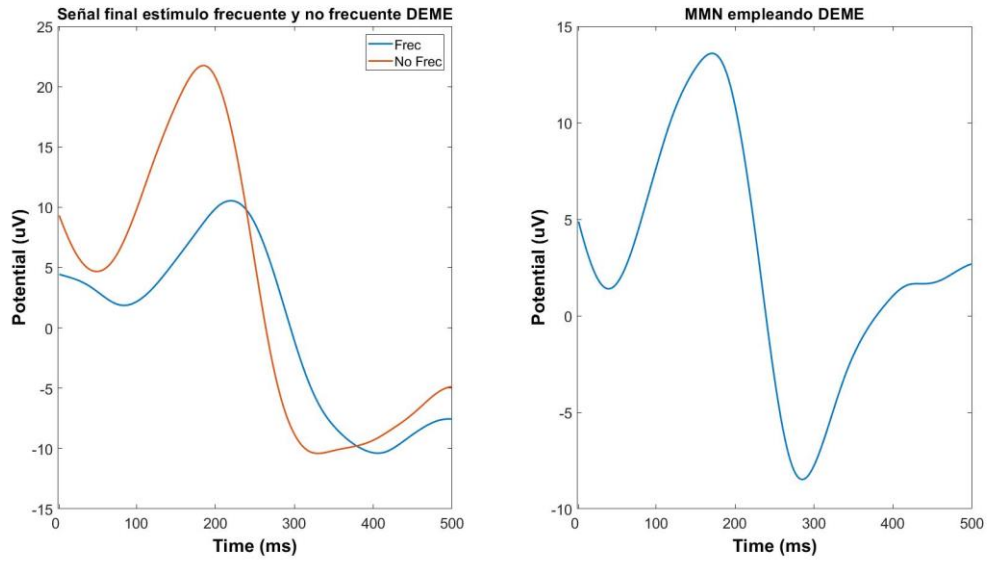 Señal final estímulo frecuente y no frecuente DEME
Frec
No Frec
25
20
15
10
5
0
-5
-10
-15
Potential (uV)
0 100 200 300 400 500
Time (ms)
MMN empleando DEME
15
10
5
0
-5
-10
Potential (uV)
0 100 200 300 400 500
Time (ms)